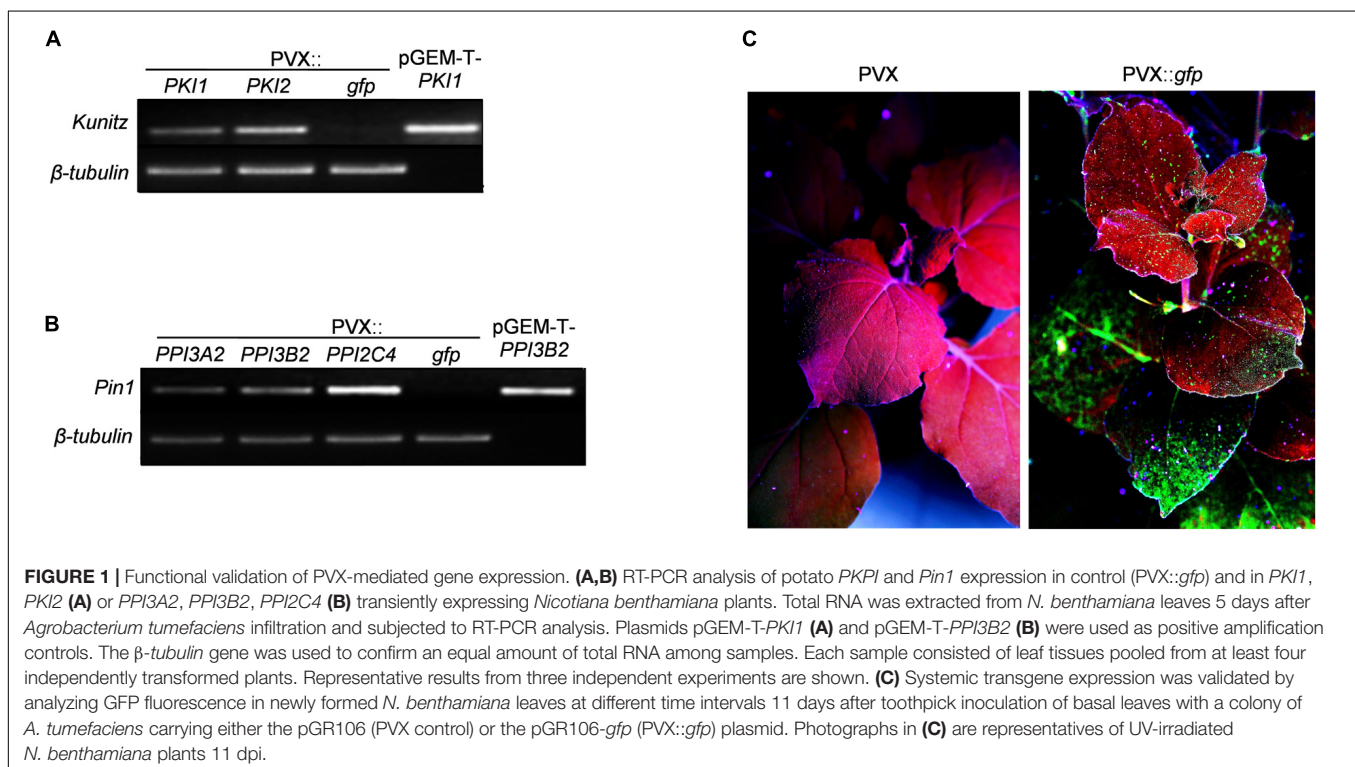 A
PVX::
pGEM-T-
PKI1
PKI1
PKI2
gfp
Kunitz
β-tubulin
B
PVX::
pGEM-T-
PPI3B2
PPI3A2
PPI3B2
PPI2C4
gfp
Pin1
β-tubulin
C
PVX
PVX::gfp
FIGURE 1 | Functional validation of PVX-mediated gene expression. (A,B) RT-PCR analysis of potato PKPI and Pin1 expression in control (PVX::gfp) and in PKI1,
PKI2 (A) or PPI3A2, PPI3B2, PPI2C4 (B) transiently expressing Nicotiana benthamiana plants. Total RNA was extracted from N. benthamiana leaves 5 days after
Agrobacterium tumefaciens infiltration and subjected to RT-PCR analysis. Plasmids pGEM-T-PKI1 (A) and pGEM-T-PPI3B2 (B) were used as positive amplification
controls. The β-tubulin gene was used to confirm an equal amount of total RNA among samples. Each sample consisted of leaf tissues pooled from at least four
independently transformed plants. Representative results from three independent experiments are shown. (C) Systemic transgene expression was validated by
analyzing GFP fluorescence in newly formed N. benthamiana leaves at different time intervals 11 days after toothpick inoculation of basal leaves with a colony of
A. tumefaciens carrying either the pGR106 (PVX control) or the pGR106-gfp (PVX::gfp) plasmid. Photographs in (C) are representatives of UV-irradiated
N. benthamiana plants 11 dpi.